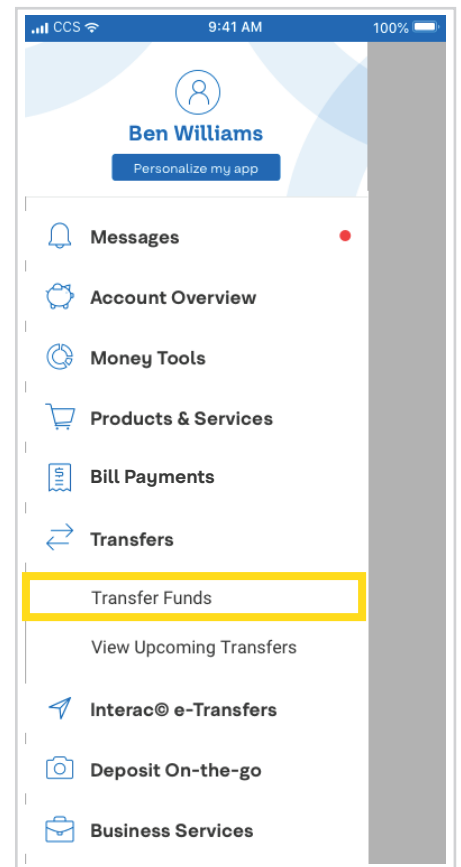 CCS 9:41 AM 100%
Ben Williams
Personalize my app
Messages
Account Overview
Money Tools
Products & Services
$
Bill Payments
Transfers
Transfer Funds
View Upcoming Transfers
Interac© e-Transfers
Deposit On-the-go
Business Services